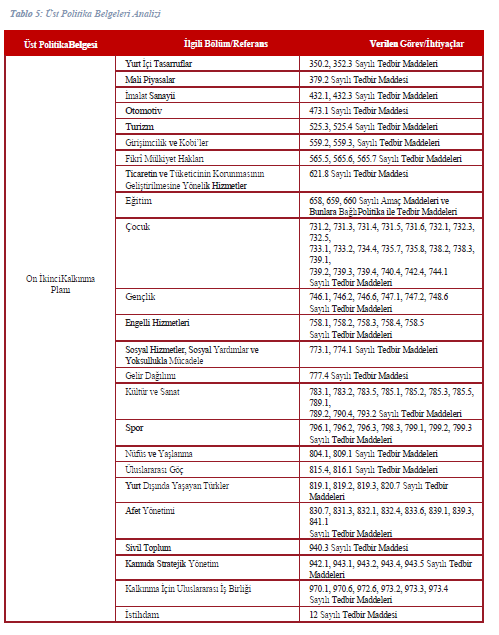 Tablo 5: Üst Politika Belgeleri Analizi
Üst PolitikaBelgesi
İlgili Bölüm/Referans
Verilen Görev/İhtiyaçlar
On İkinciKalkınma
Planı
Yurt İçi Tasarruflar
350.2, 352.3 Sayılı Tedbir Maddeleri
Mali Piyasalar
379.2 Sayılı Tedbir Maddesi
İmalat Sanayii
432.1, 432.3 Sayılı Tedbir Maddeleri
Otomotiv
473.1 Sayılı Tedbir Maddesi
Turizm
525.3, 525.4 Sayılı Tedbir Maddeleri
Girişimcilik ve Kobi'ler
559.2, 559.3, Sayılı Tedbir Maddeleri
Fikrî Mülkiyet Hakları
565.5, 565.6, 565.7 Sayılı Tedbir Maddeleri
Ticaretin ve Tüketicinin Korunmasının
Geliştirilmesine Yönelik Hizmetler
621.8 Sayılı Tedbir Maddesi
Eğitim
658, 659, 660 Sayılı Amaç Maddeleri ve
Bunlara BağlıPolitika ile Tedbir Maddeleri
Çocuk
731.2, 731.3, 731.4, 731.5, 731.6, 732.1, 732.3,
732.5,
733.1, 733.2, 734.4, 735.7, 735.8, 738.2, 738.3,
739.1,
739.2, 739.3, 739.4, 740.4, 742.4, 744.1
Sayılı Tedbir Maddeleri
Gençlik
746.1, 746.2, 746.6, 747.1, 747.2, 748.6
Sayılı Tedbir Maddeleri
Engelli Hizmetleri
758.1, 758.2, 758.3, 758.4, 758.5
Sayılı Tedbir Maddeleri
Sosyal Hizmetler, Sosyal Yardımlar ve
Yoksullukla Mücadele
773.1, 774.1 Sayılı Tedbir Maddeleri
Gelir Dağılımı
777.4 Sayılı Tedbir Maddesi
Kültür ve Sanat
783.1, 783.2, 783.5, 785.1, 785.2, 785.3, 785.5,
789.1,
789.2, 790.4, 793.2 Sayılı Tedbir Maddeleri
Spor
796.1, 796.2, 796.3, 798.3, 799.1, 799.2, 799.3
Sayılı Tedbir Maddeleri
Nüfus ve Yaşlanma
804.1, 809.1 Sayılı Tedbir Maddeleri
Uluslararası Göç
815.4, 816.1 Sayılı Tedbir Maddeleri
Yurt Dışında Yaşayan Türkler
819.1, 819.2, 819.3, 820.7 Sayılı Tedbir
Maddeleri
Afet Yönetimi
830.7, 831.3, 832.1, 832.4, 833.6, 839.1, 839.3,
841.1
Sayılı Tedbir Maddeleri
Sivil Toplum
940.3 Sayılı Tedbir Maddesi
Kamuda Stratejik Yönetim
942.1, 943.1, 943.2, 943.4, 943.5 Sayılı Tedbir
Maddeleri
Kalkınma İçin Uluslararası İş Birliği
970.1, 970.6, 972.6, 973.2, 973.3, 973.4
Sayılı Tedbir Maddeleri
İstihdam
12 Sayılı Tedbir Maddesi